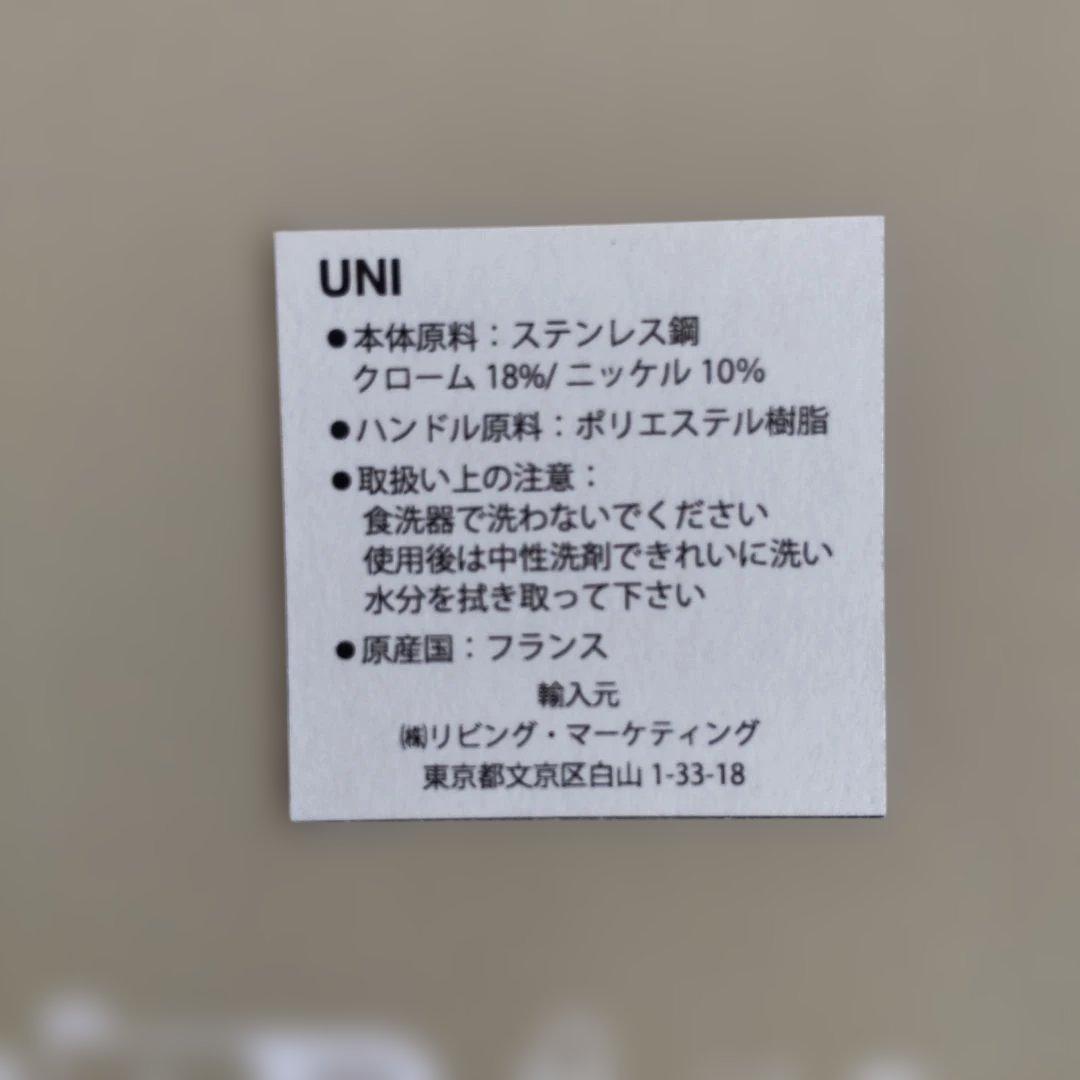 UNI
●本体原料：ステンレス鋼
クローム 18%/ ニッケル 10%
●ハンドル原料：ポリエステル樹脂
●取扱い上の注意：
食洗器で洗わないでください
使用後は中性洗剤できれいに洗い
水分を拭き取って下さい
●原産国：フランス
輸入元
㈱リビング・マーケティング
東京都文京区白山 1-33-18